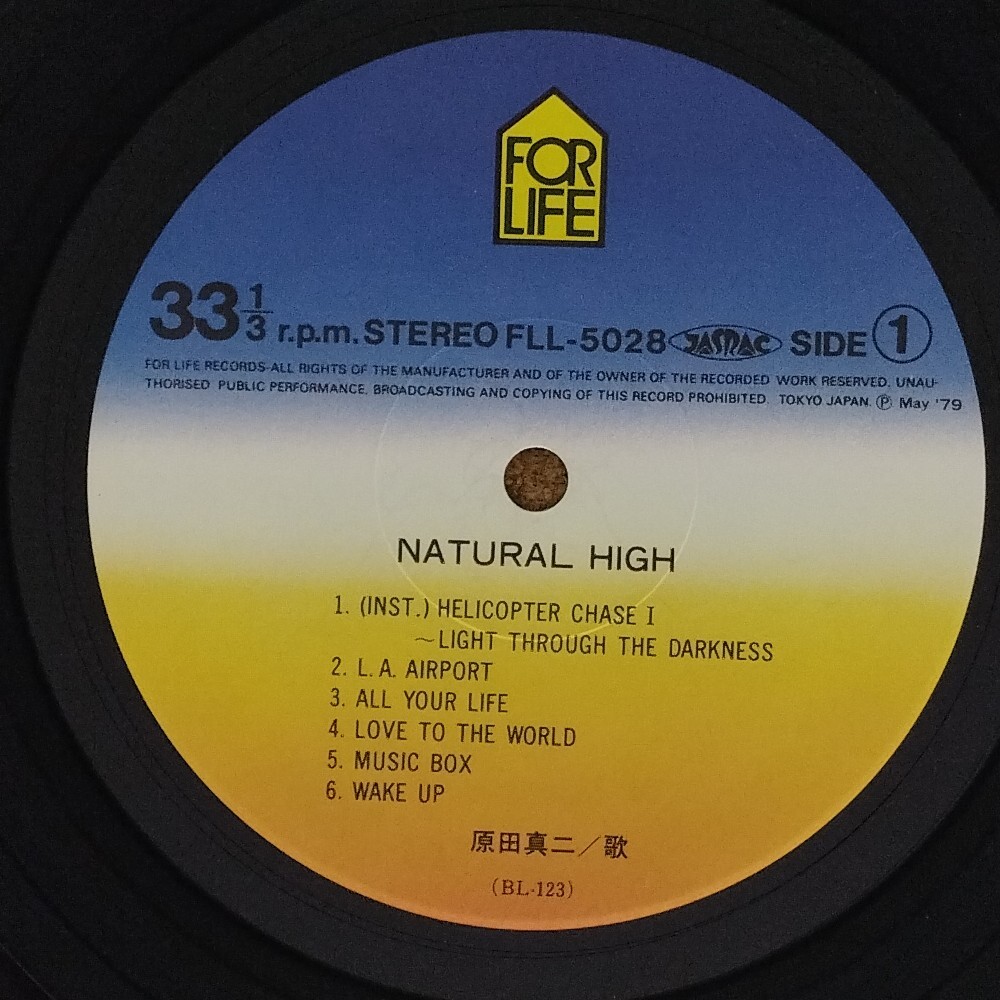 FOR
LIFE
33 1/3 r.p.m. STEREO FLL-5028 JASRAC SIDE 1
FOR LIFE RECORDS-ALL RIGHTS OF THE MANUFACTURER AND OF THE OWNER OF THE RECORDED WORK RESERVED. UNAU-
THORISED PUBLIC PERFORMANCE, BROADCASTING AND COPYING OF THIS RECORD PROHIBITED. TOKYO JAPAN. Ⓟ May '79
NATURAL HIGH
1. (INST.) HELICOPTER CHASE I
～LIGHT THROUGH THE DARKNESS
2. L.A. AIRPORT
3. ALL YOUR LIFE
4. LOVE TO THE WORLD
5. MUSIC BOX
6. WAKE UP
原田真二／歌
(BL-123)